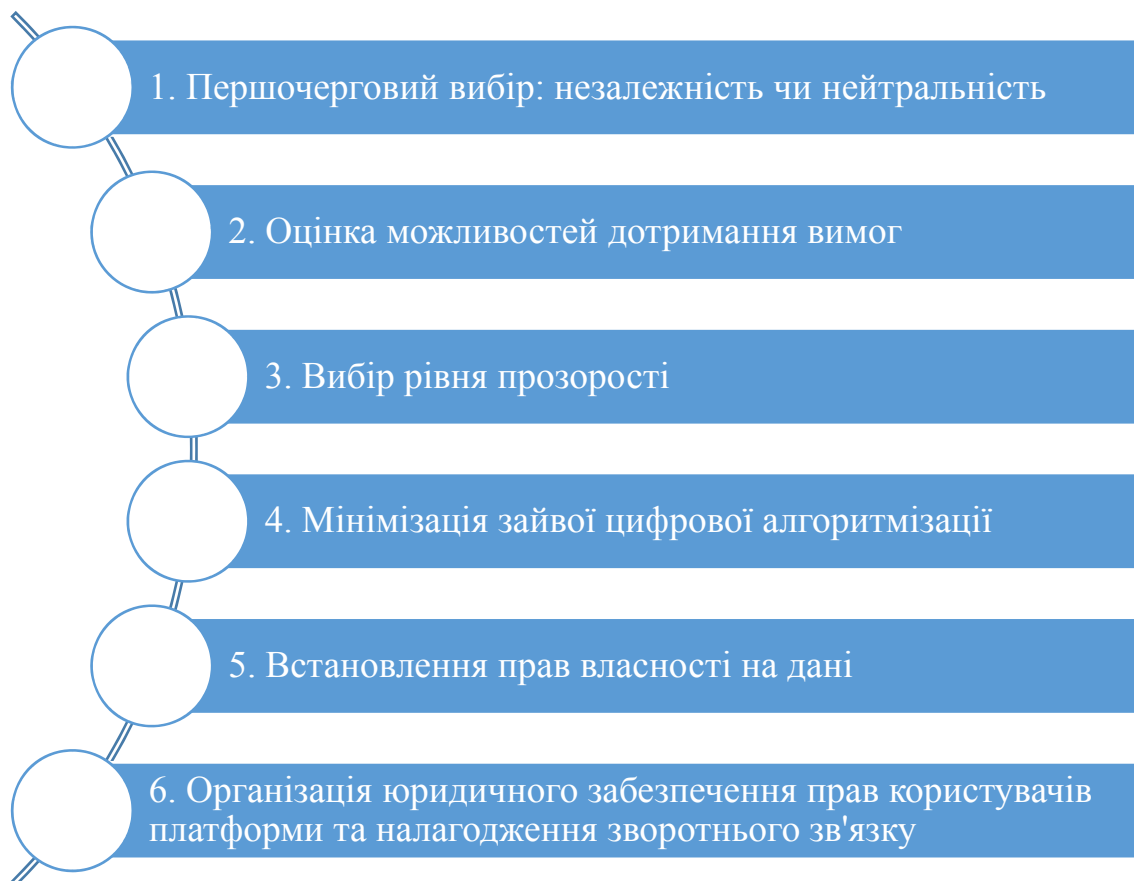 1. Першочерговий вибір: незалежність чи нейтральність
2. Оцінка можливостей дотримання вимог
3. Вибір рівня прозорості
4. Мінімізація зайвої цифрової алгоритмізації
5. Встановлення прав власності на дані
6. Організація юридичного забезпечення прав користувачів
платформи та налагодження зворотнього зв'язку